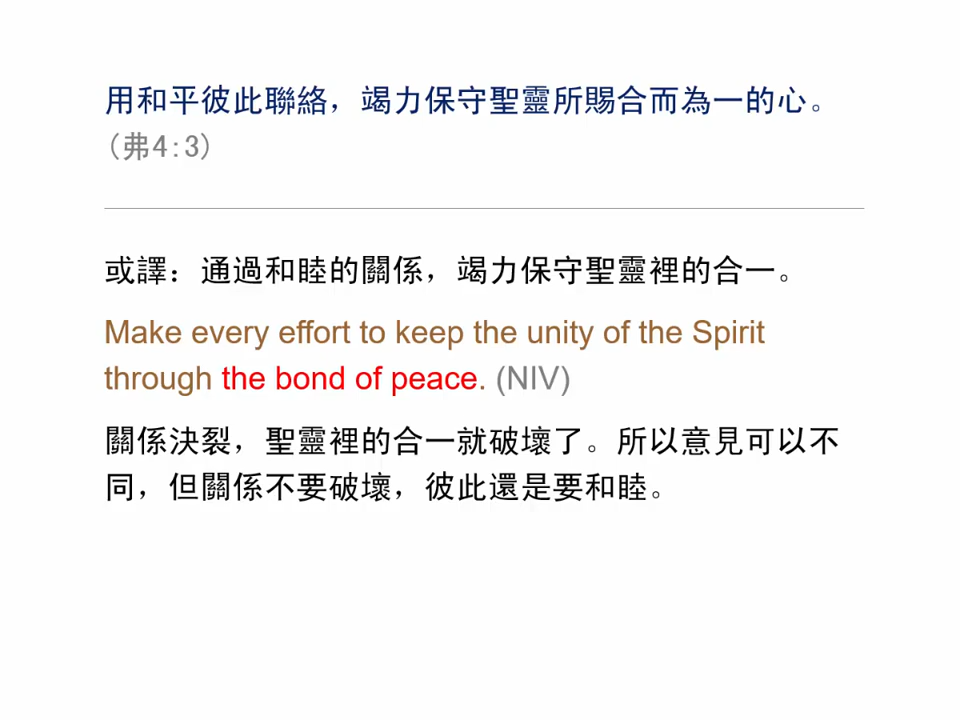 用和平彼此聯絡，竭力保守聖靈所賜合而為一的心。
（弗4：3）
或譯：通過和睦的關係，竭力保守聖靈裡的合一。
Make every effort to keep the unity of the Spirit
through the bond of peace. (NIV)
關係決裂，聖靈裡的合一就破壞了。所以意見可以不
同，但關係不要破壞，彼此還是要和睦。